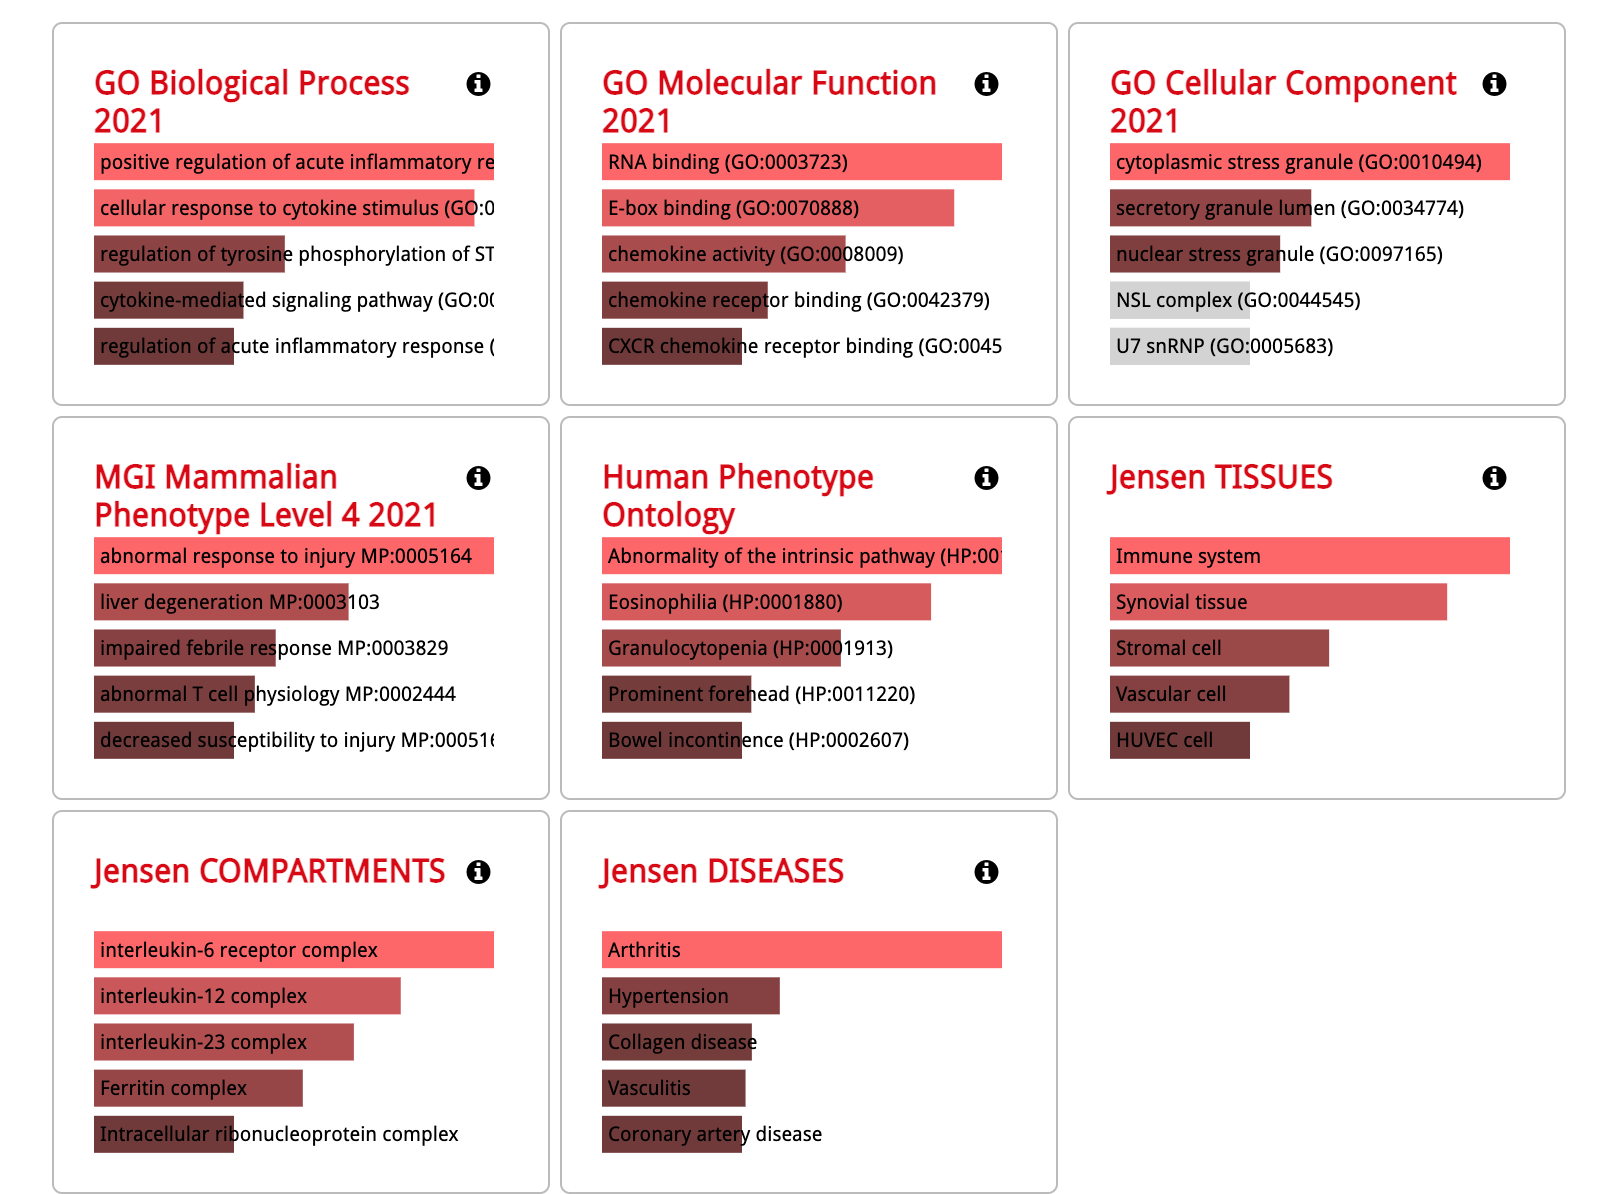 GO Biological Process
2021
positive regulation of acute inflammatory re
cellular response to cytokine stimulus (GO:0
regulation of tyrosine phosphorylation of ST
cytokine-mediated signaling pathway (GO:00
regulation of acute inflammatory response (
GO Molecular Function
2021
RNA binding (GO:0003723)
E-box binding (GO:0070888)
chemokine activity (GO:0008009)
chemokine receptor binding (GO:0042379)
CXCR chemokine receptor binding (GO:0045
GO Cellular Component
2021
cytoplasmic stress granule (GO:0010494)
secretory granule lumen (GO:0034774)
nuclear stress granule (GO:0097165)
NSL complex (GO:0044545)
U7 snRNP (GO:0005683)
MGI Mammalian
Phenotype Level 4 2021
abnormal response to injury MP:0005164
liver degeneration MP:0003103
impaired febrile response MP:0003829
abnormal T cell physiology MP:0002444
decreased susceptibility to injury MP:000516
Human Phenotype
Ontology
Abnormality of the intrinsic pathway (HP:001
Eosinophilia (HP:0001880)
Granulocytopenia (HP:0001913)
Prominent forehead (HP:0011220)
Bowel incontinence (HP:0002607)
Jensen TISSUES
Immune system
Synovial tissue
Stromal cell
Vascular cell
HUVEC cell
Jensen COMPARTMENTS
interleukin-6 receptor complex
interleukin-12 complex
interleukin-23 complex
Ferritin complex
Intracellular ribonucleoprotein complex
Jensen DISEASES
Arthritis
Hypertension
Collagen disease
Vasculitis
Coronary artery disease